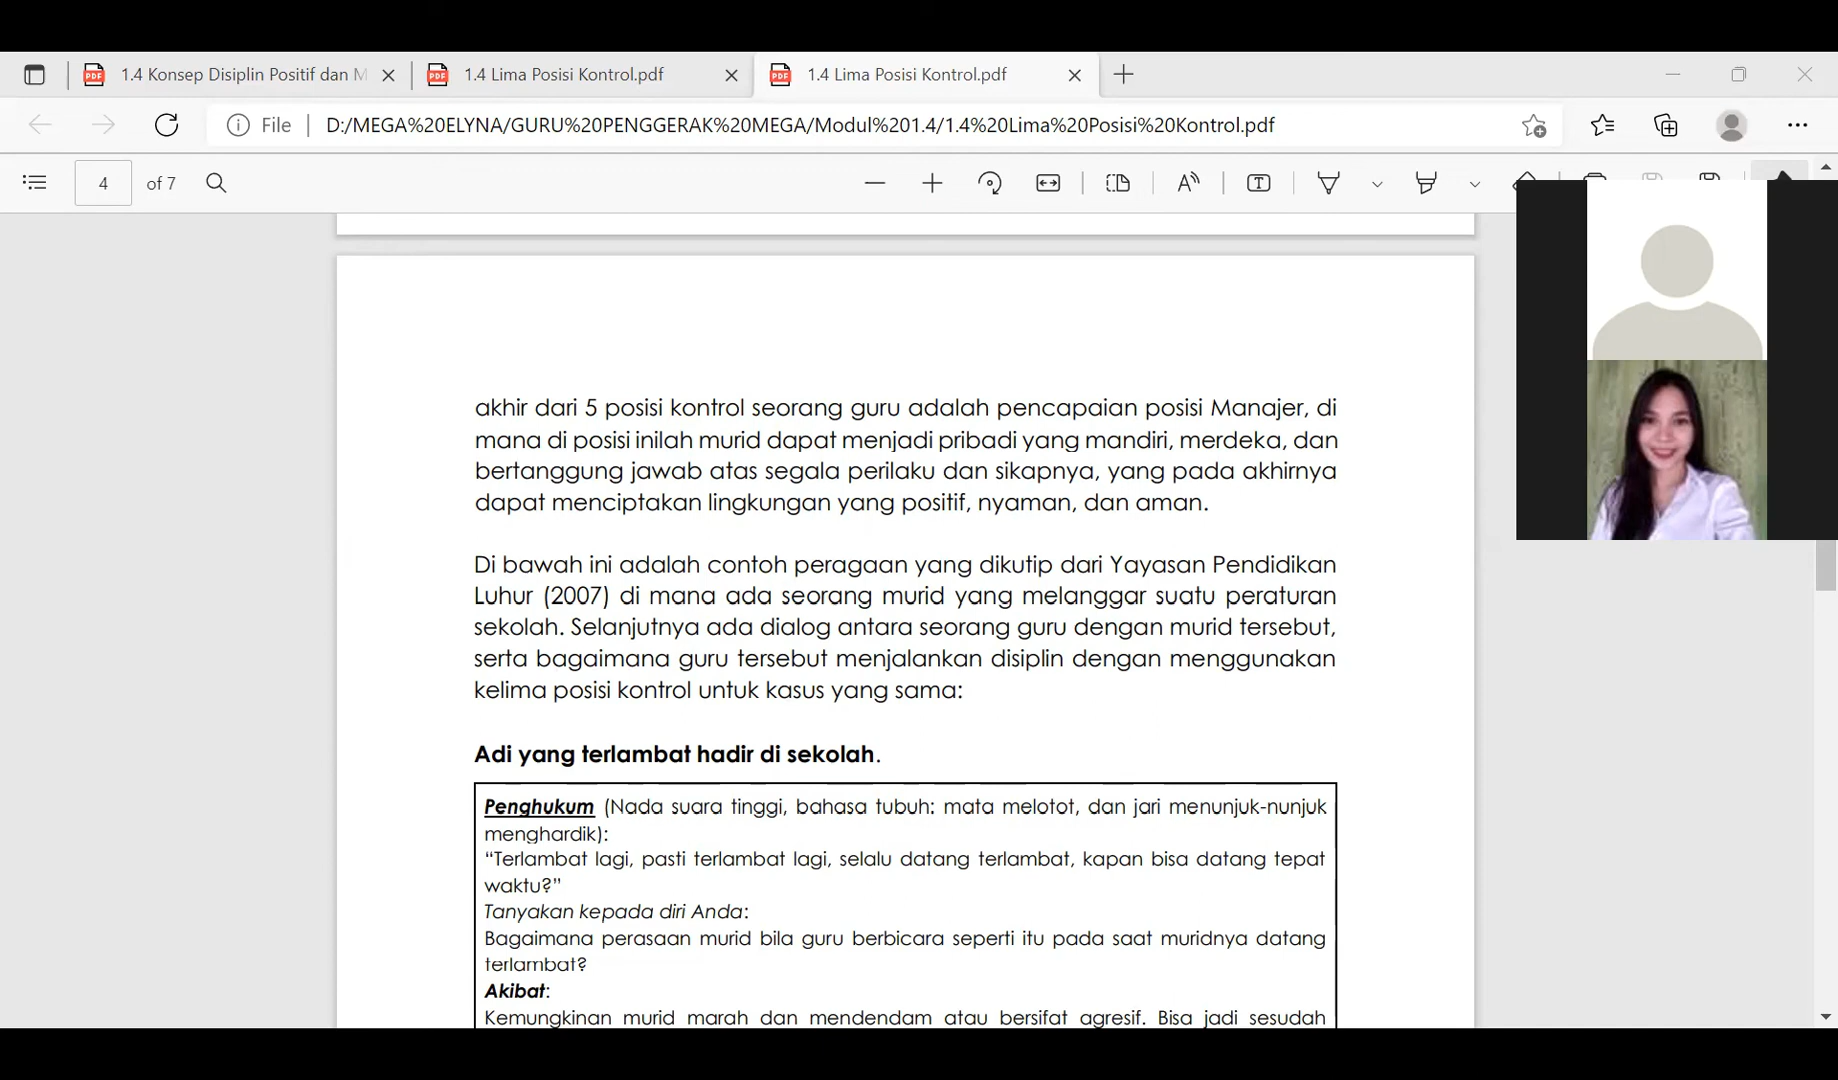 1.4 Konsep Disiplin Positif dan M
1.4 Lima Posisi Kontrol.pdf
1.4 Lima Posisi Kontrol.pdf
File
D:/MEGA%20ELYNA/GURU%20PENGGERAK%20MEGA/Modul%201.4/1.4%20Lima%20Posisi%20Kontrol.pdf
4 of 7
akhir dari 5 posisi kontrol seorang guru adalah pencapaian posisi Manajer, di
mana di posisi inilah murid dapat menjadi pribadi yang mandiri, merdeka, dan
bertanggung jawab atas segala perilaku dan sikapnya, yang pada akhirnya
dapat menciptakan lingkungan yang positif, nyaman, dan aman.
Di bawah ini adalah contoh peragaan yang dikutip dari Yayasan Pendidikan
Luhur (2007) di mana ada seorang murid yang melanggar suatu peraturan
sekolah. Selanjutnya ada dialog antara seorang guru dengan murid tersebut,
serta bagaimana guru tersebut menjalankan disiplin dengan menggunakan
kelima posisi kontrol untuk kasus yang sama:
Adi yang terlambat hadir di sekolah.
Penghukum (Nada suara tinggi, bahasa tubuh: mata melotot, dan jari menunjuk-nunjuk
menghardik):
“Terlambat lagi, pasti terlambat lagi, selalu datang terlambat, kapan bisa datang tepat
waktu?”
Tanyakan kepada diri Anda:
Bagaimana perasaan murid bila guru berbicara seperti itu pada saat muridnya datang
terlambat?
Akibat:
Kemungkinan murid marah dan mendendam atau bersifat agresif. Bisa jadi sesudah